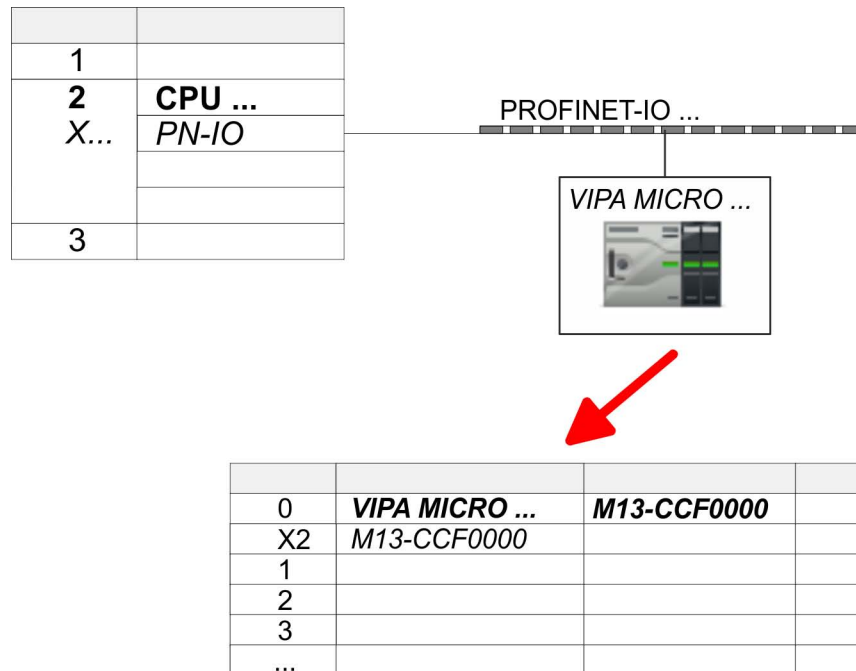 1
2 CPU ...
X... PN-IO
3
PROFINET-IO ...
VIPA MICRO ...
0 VIPA MICRO ... M13-CCF0000
X2 M13-CCF0000
1
2
3
...